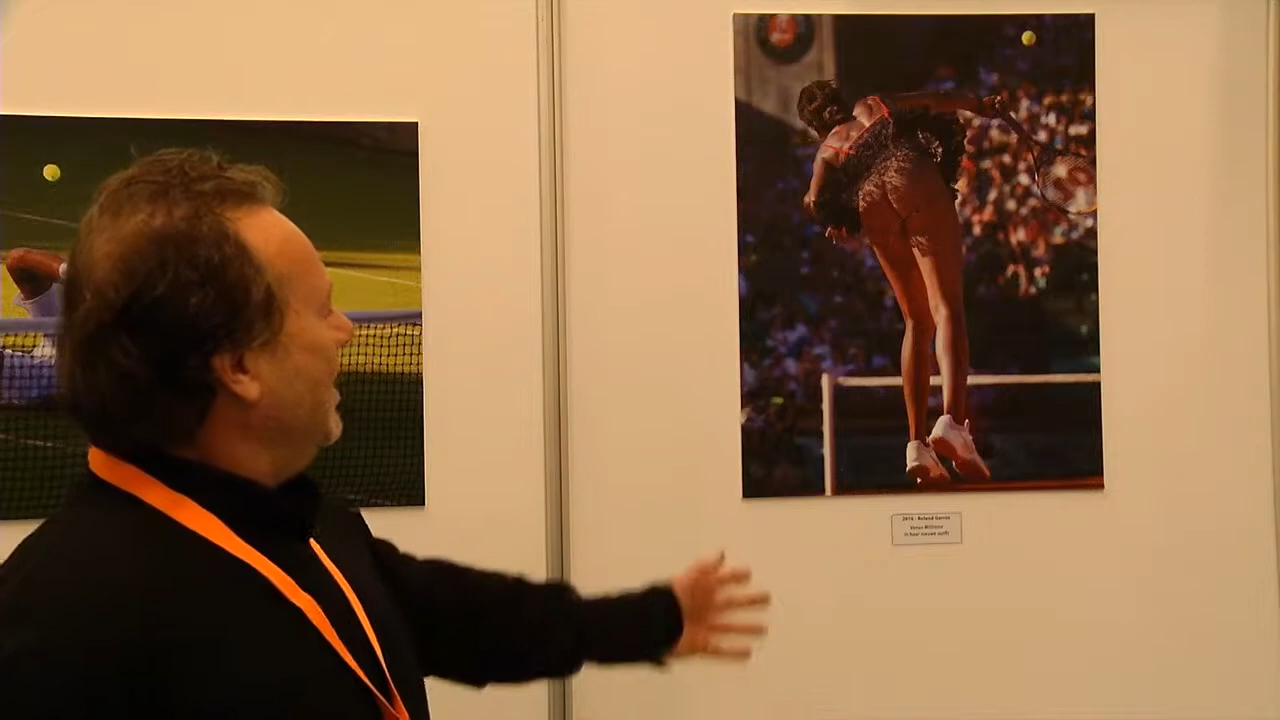 2010 - Roland Garros
Venus Williams
in haar nieuwe outfit